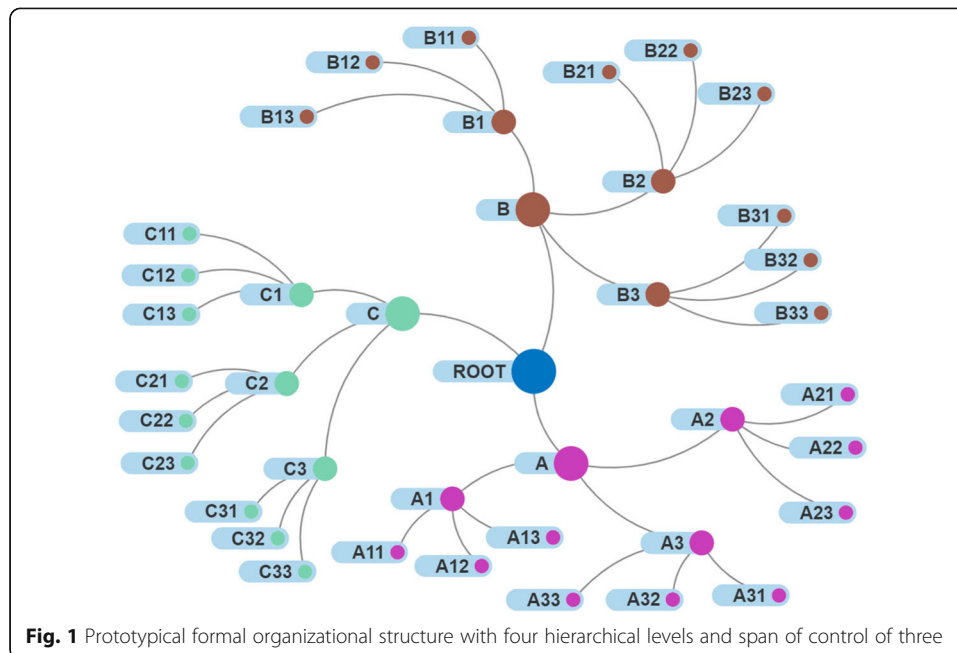 B11
B12
B13
B1
B22
B21
B23
B2
B
B31
B32
B3
B33
C11
C12
C1
C13
C
ROOT
C21
C2
C22
C23
C3
C31
C32
C33
A21
A2
A22
A
A23
A1
A13
A11
A12
A3
A33
A32
A31
Fig. 1 Prototypical formal organizational structure with four hierarchical levels and span of control of three